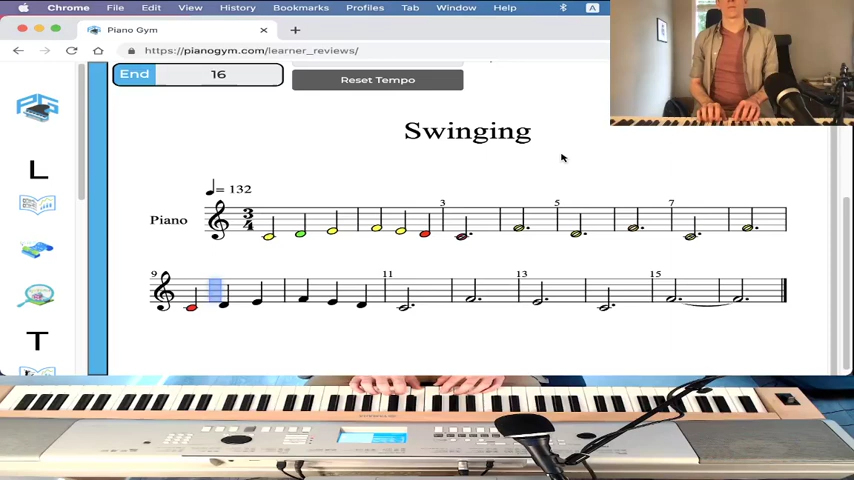 Chrome File Edit View History Bookmarks Profiles Tab Window Help A
Piano Gym
https://pianogym.com/learner_reviews/
End 16
Reset Tempo
Swinging
= 132
Piano
3
4
3 5 7
9 11 13 15
L
T